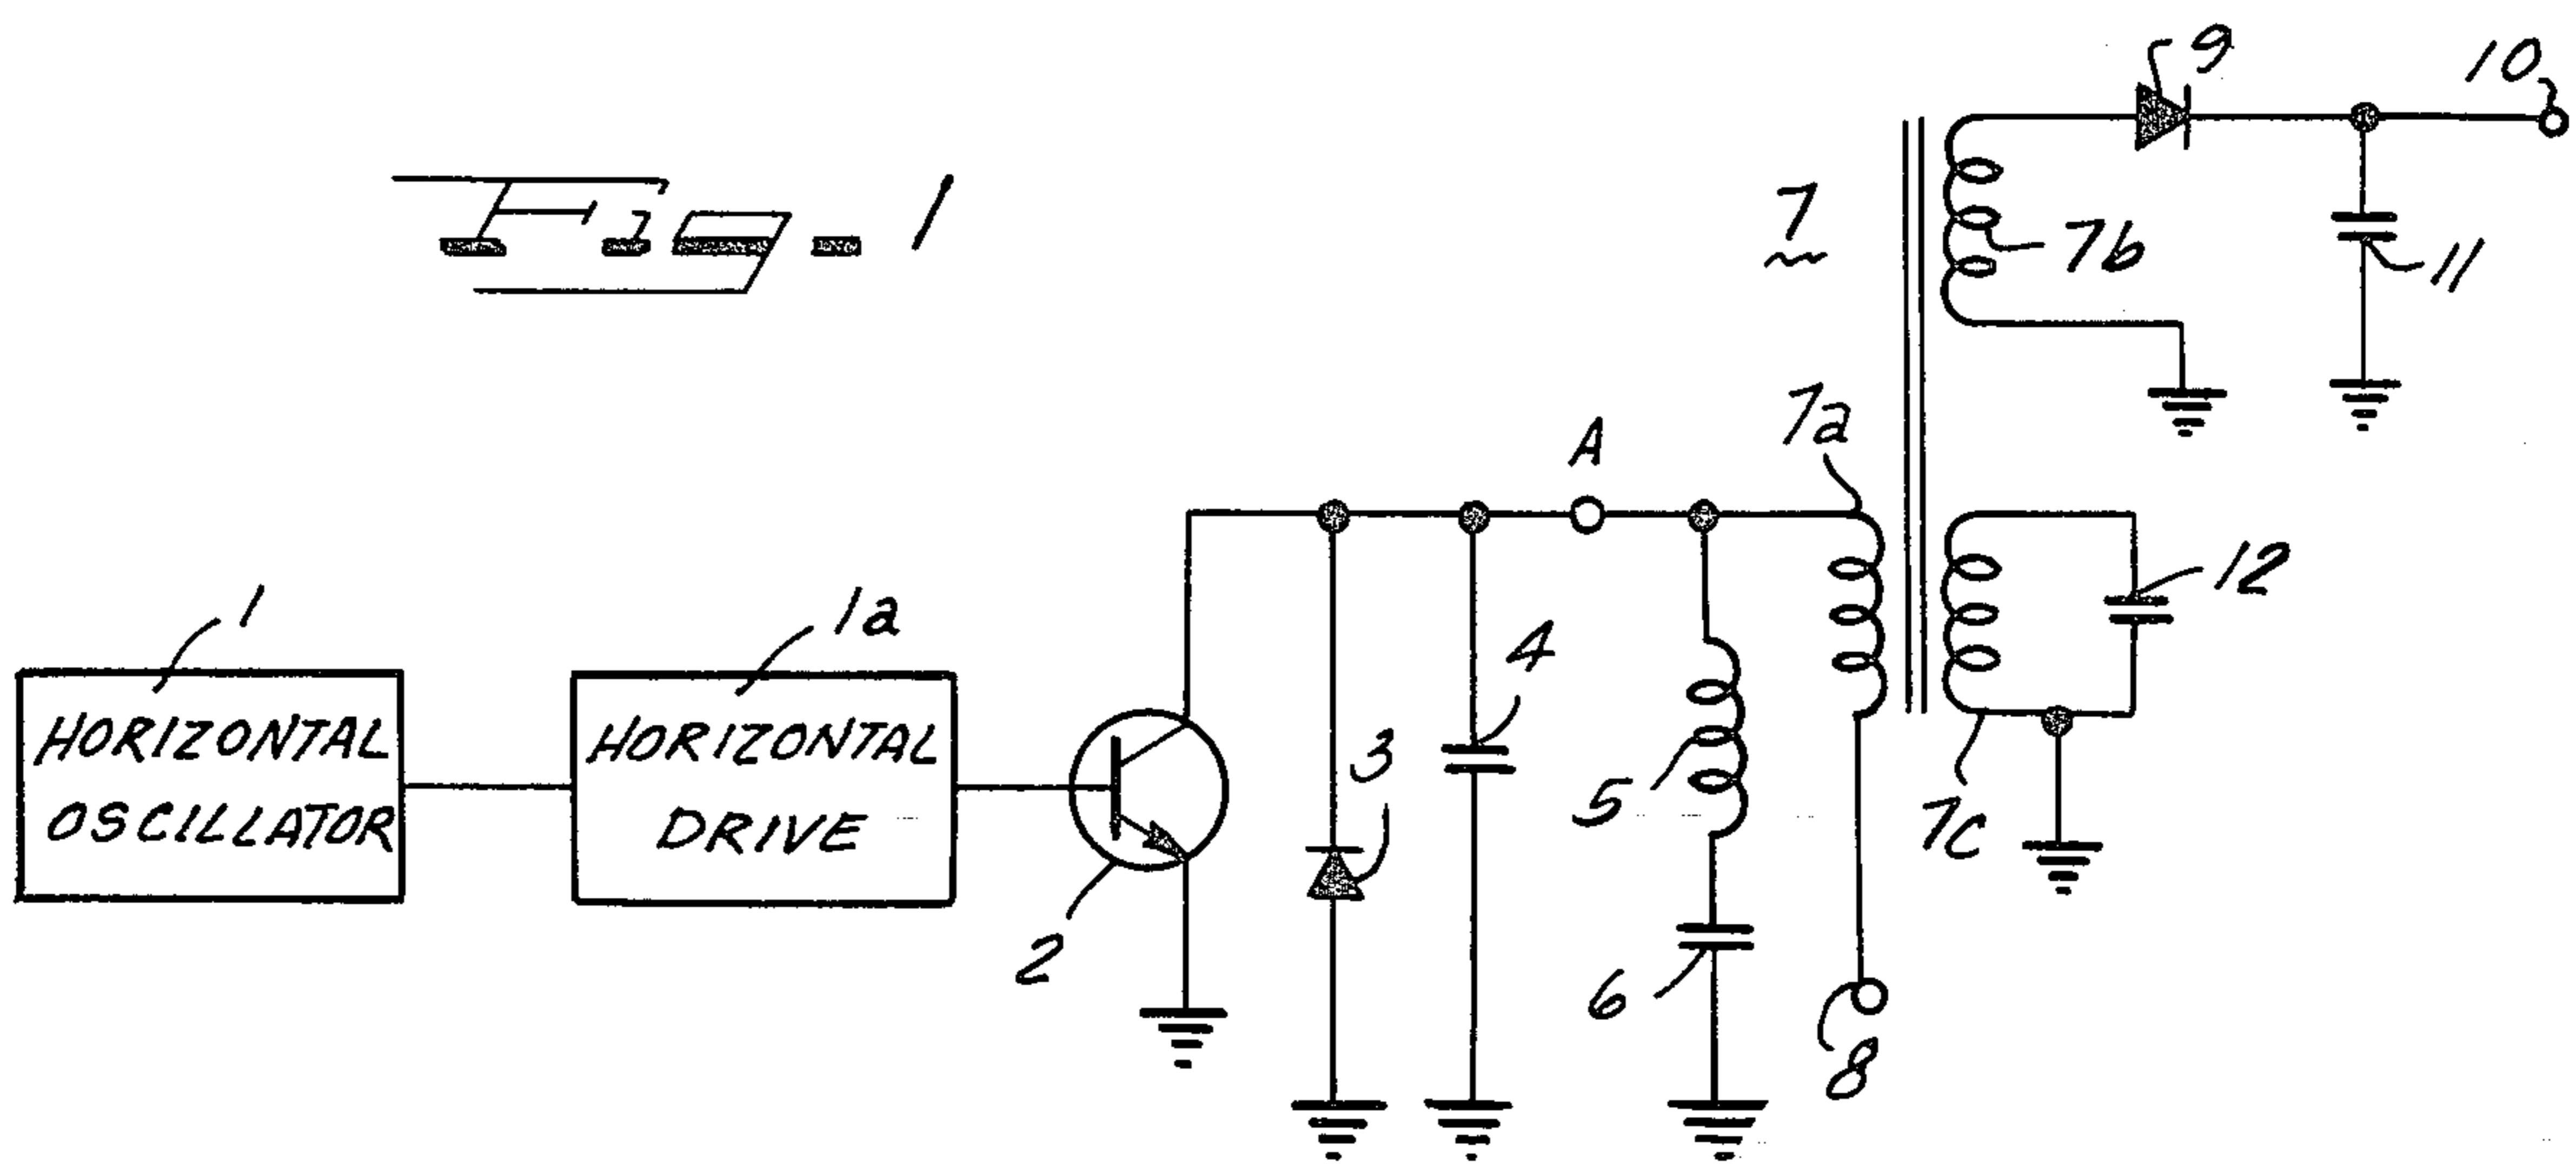 Fig-1
9
10
7
7b
11
7a
A
12
1
1a
4
3
5
7c
HORIZONTAL
OSCILLATOR
HORIZONTAL
DRIVE
2
6
8